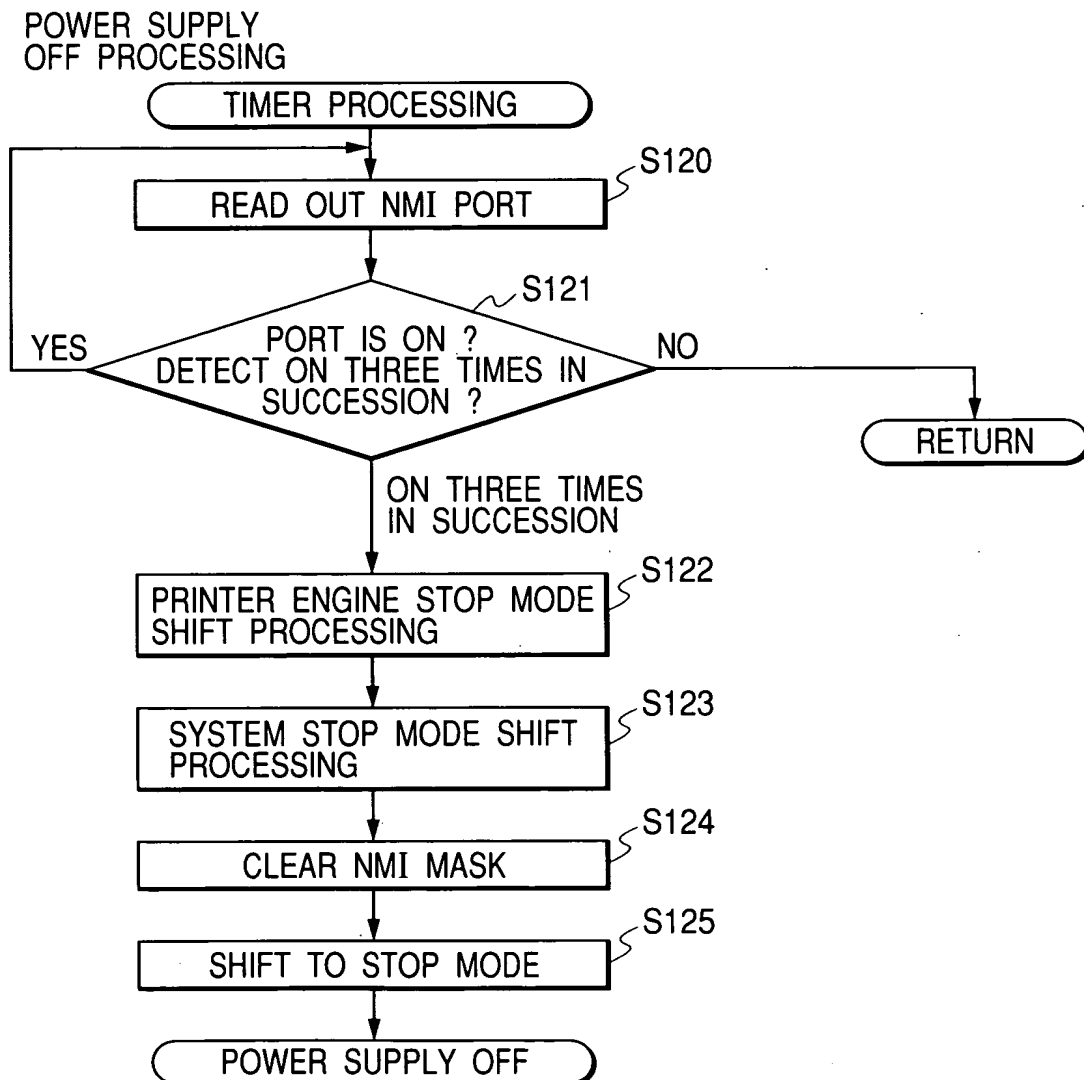 POWER SUPPLY
OFF PROCESSING
TIMER PROCESSING
S120
READ OUT NMI PORT
S121
YES
PORT IS ON ?
DETECT ON THREE TIMES IN
SUCCESSION ?
NO
RETURN
ON THREE TIMES
IN SUCCESSION
S122
PRINTER ENGINE STOP MODE
SHIFT PROCESSING
S123
SYSTEM STOP MODE SHIFT
PROCESSING
S124
CLEAR NMI MASK
S125
SHIFT TO STOP MODE
POWER SUPPLY OFF